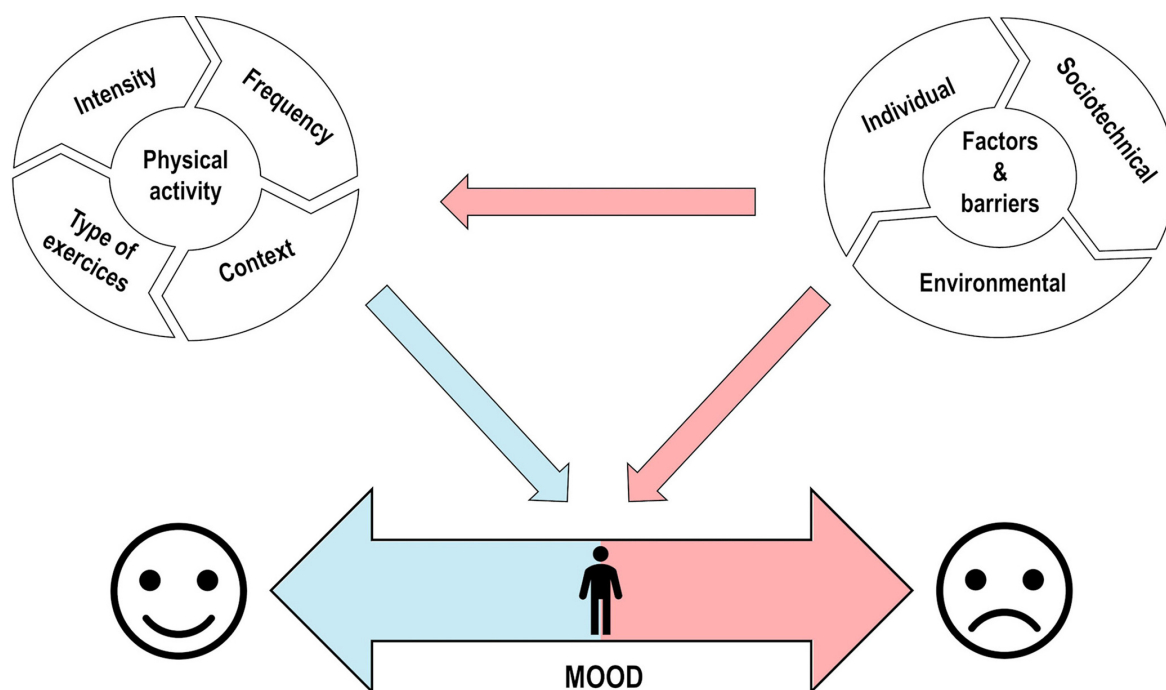 Intensity
Frequency
Physical
activity
Type of
exercices
Context
Individual
Sociotechnical
Factors
&
barriers
Environmental
MOOD